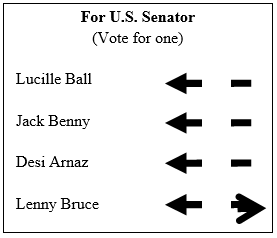 For U.S. Senator
(Vote for one)
Lucille Ball
Jack Benny
Desi Arnaz
Lenny Bruce